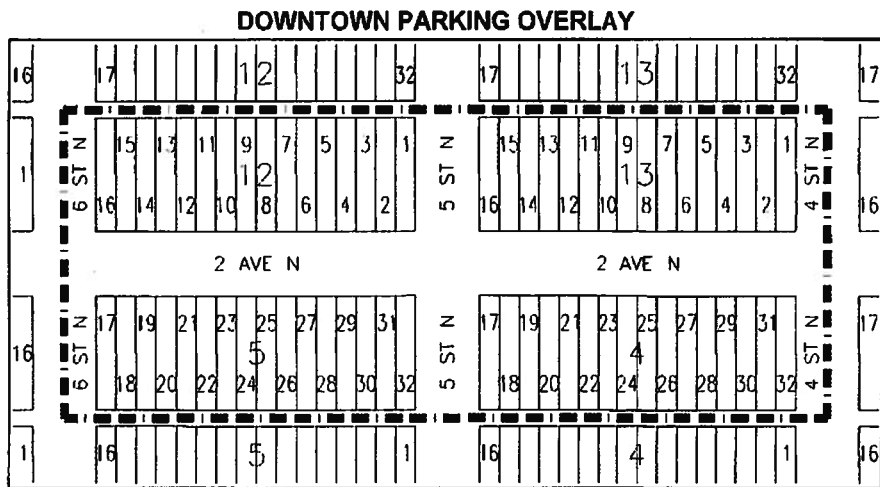 DOWNTOWN PARKING OVERLAY
16 17 12 32 17 13 32 17
15 13 11 9 7 5 3 1 15 13 11 9 7 5 3 1
1 6 ST N 12 5 ST N 13 4 ST N
16 14 12 10 8 6 4 2 16 14 12 10 8 6 4 2 16
2 AVE N 2 AVE N
17 19 21 23 25 27 29 31 17 19 21 23 25 27 29 31 17
16 6 ST N 5 5 ST N 4 4 ST N
18 20 22 24 26 28 30 32 18 20 22 24 26 28 30 32
1 16 5 1 16 4 1 16